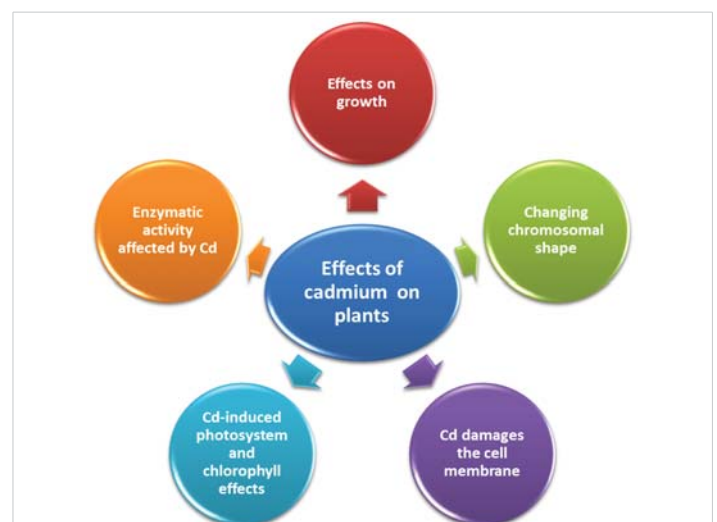 Effects on
growth
Enzymatic
activity
affected by Cd
Changing
chromosomal
shape
Effects of
cadmium on
plants
Cd-induced
photosystem
and
chlorophyll
effects
Cd damages
the cell
membrane